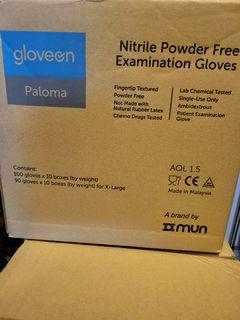 gloveon
Paloma
Nitrile Powder Free
Examination Gloves
Fingertip Textured
Powder Free
Not Made with
Natural Rubber Latex
Chemo Drugs Tested
Lab Chemical Tested
Single-Use Only
Ambidextrous
Patient Examination
Glove
Contains:
100 gloves x 10 boxes (by weight)
90 gloves x 10 boxes (by weight) for X-Large
AQL 1.5
CE
Made in Malaysia
A brand by
mun